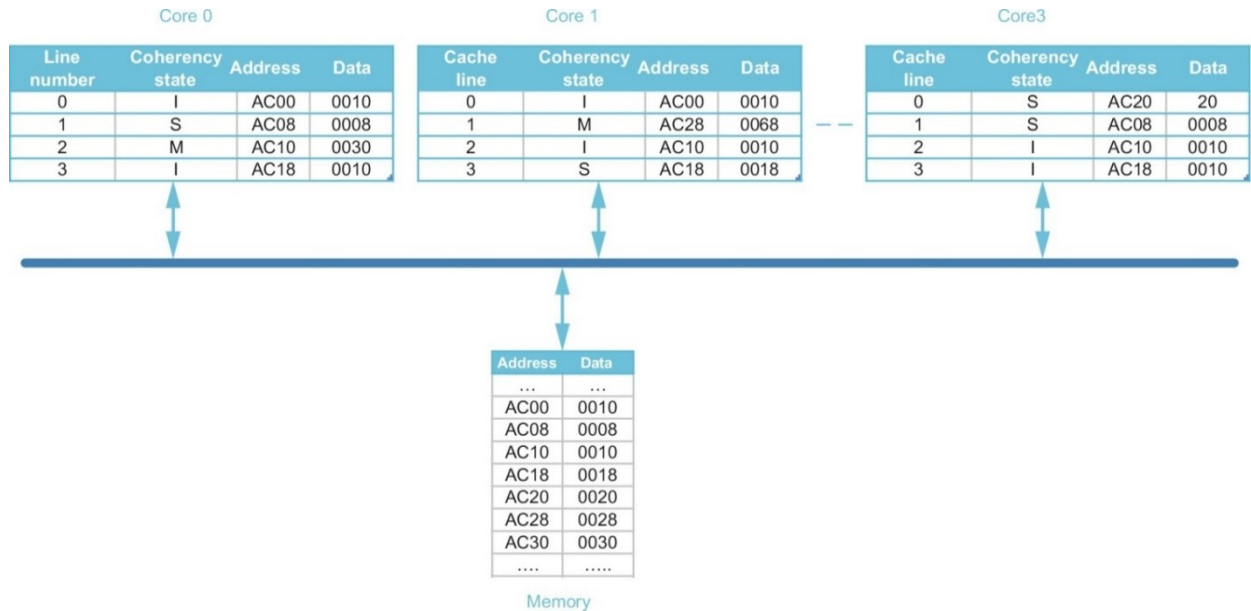 Core 0 Core 1 Core3
Line number Coherency state Address Data
0 I AC00 0010
1 S AC08 0008
2 M AC10 0030
3 I AC18 0010
Cache line Coherency state Address Data
0 I AC00 0010
1 M AC28 0068
2 I AC10 0010
3 S AC18 0018
Cache line Coherency state Address Data
0 S AC20 20
1 S AC08 0008
2 I AC10 0010
3 I AC18 0010
Address Data
... ...
AC00 0010
AC08 0008
AC10 0010
AC18 0018
AC20 0020
AC28 0028
AC30 0030
.... .....
Memory